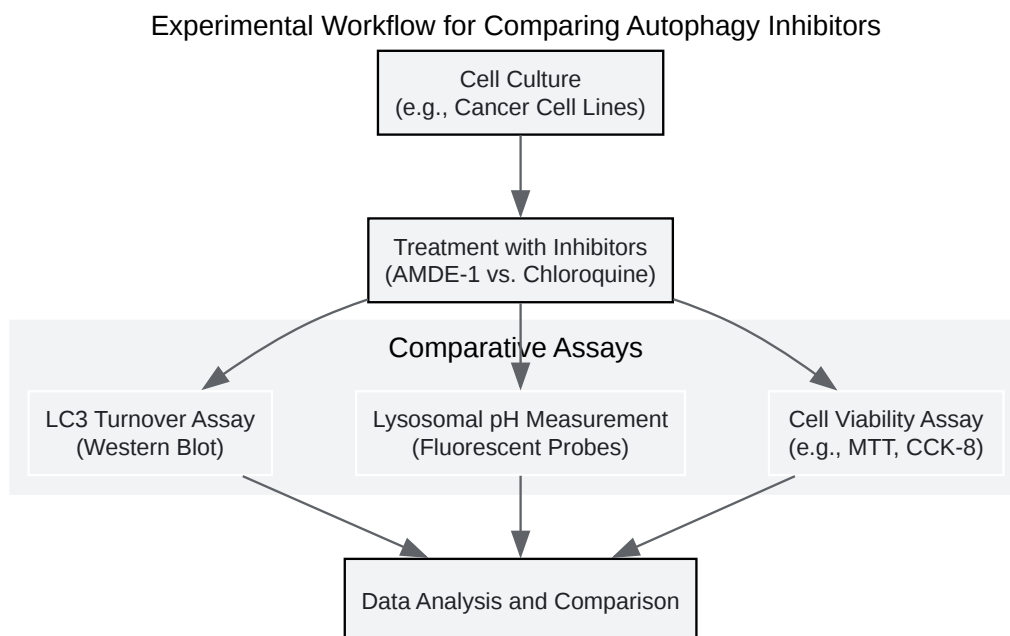 Experimental Workflow for Comparing Autophagy Inhibitors
Cell Culture
(e.g., Cancer Cell Lines)
Treatment with Inhibitors
(AMDE-1 vs. Chloroquine)
Comparative Assays
LC3 Turnover Assay
(Western Blot)
Lysosomal pH Measurement
(Fluorescent Probes)
Cell Viability Assay
(e.g., MTT, CCK-8)
Data Analysis and Comparison